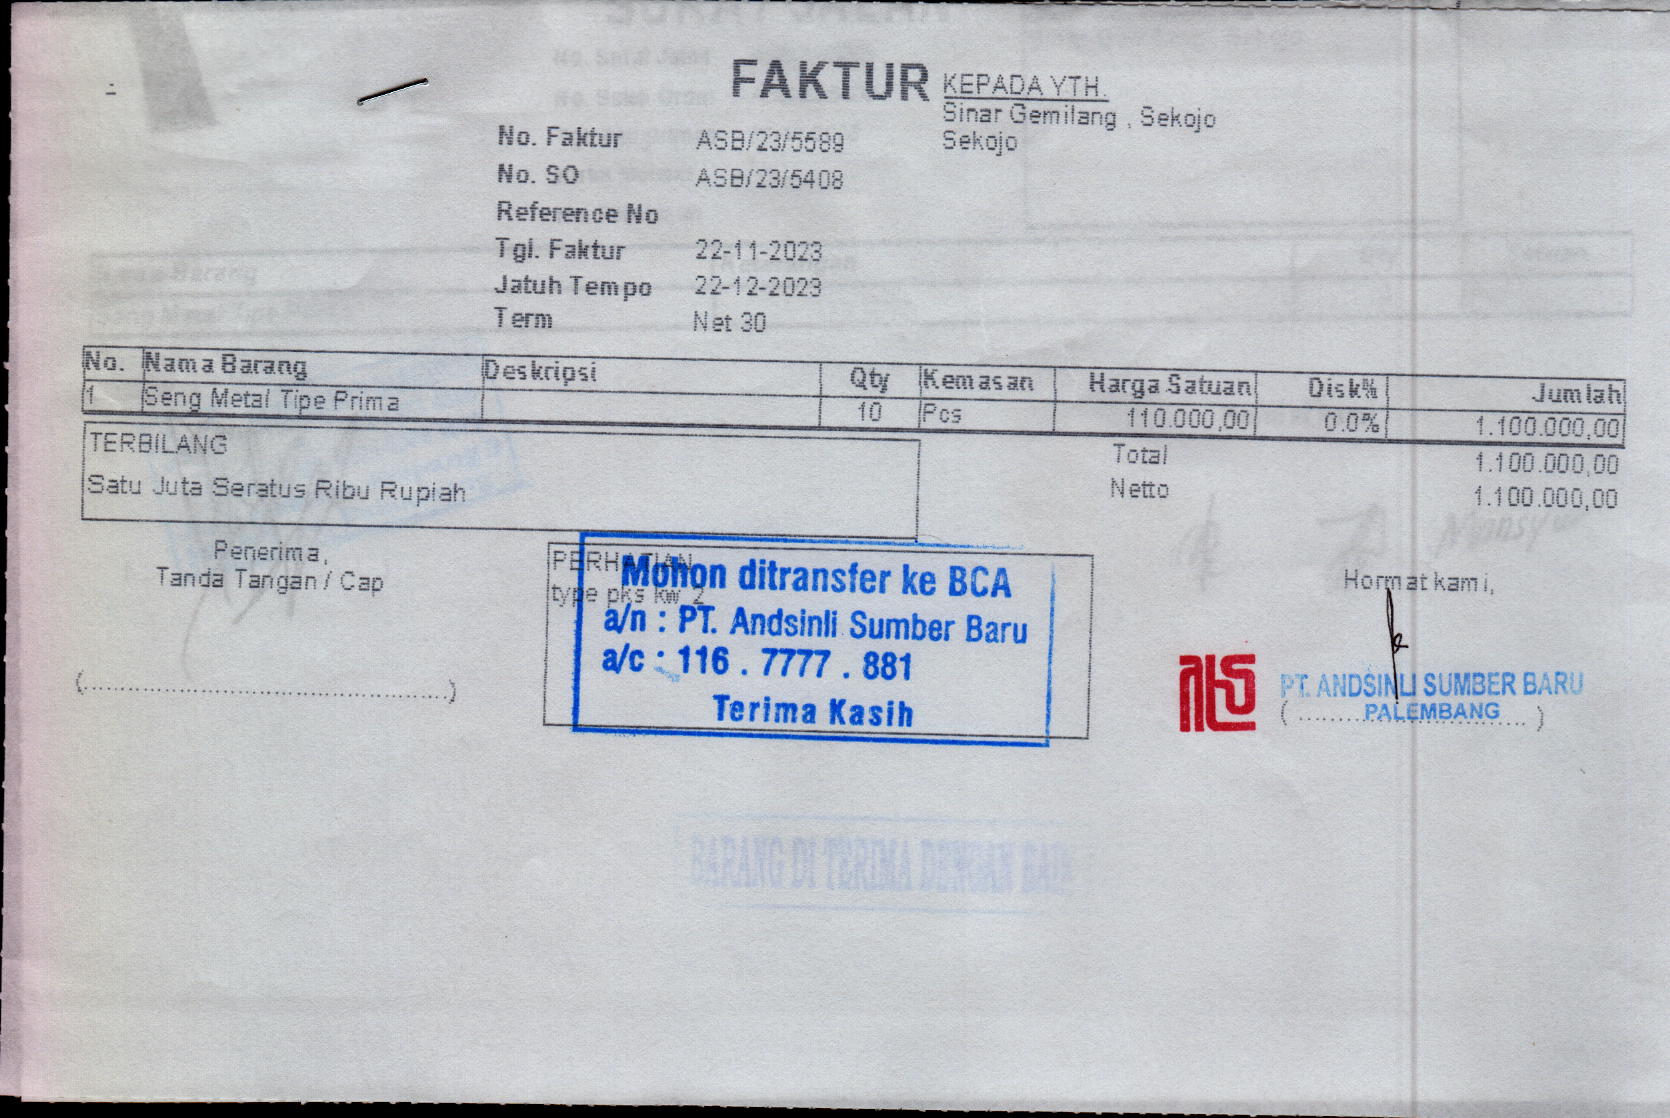 FAKTUR
KEPADA YTH.
Sinar Gemilang , Sekojo
Sekojo
No. Faktur ASB/23/5589
No. SO ASB/23/5408
Reference No
Tgl. Faktur 22-11-2023
Jatuh Tempo 22-12-2023
Term Net 30
No. Nama Barang Deskripsi Qty Kemasan Harga Satuan Disk% Jumlah
1 Seng Metal Tipe Prima 10 Pcs 110.000,00 0.0% 1.100.000,00
TERBILANG
Satu Juta Seratus Ribu Rupiah
Total 1.100.000,00
Netto 1.100.000,00
Penerima,
Tanda Tangan / Cap
(.............................................)
PERHATIAN
type pks kw 2
Mohon ditransfer ke BCA
a/n : PT. Andsinli Sumber Baru
a/c : 116 . 7777 . 881
Terima Kasih
Hormat kami,
PT. ANDSINLI SUMBER BARU
PALEMBANG
BARANG DI TERIMA DENGAN BAIK